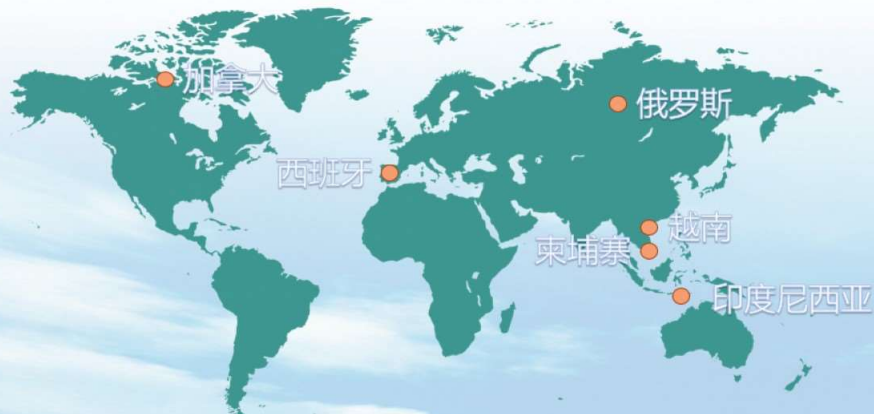 加拿大
俄罗斯
西班牙
越南
柬埔寨
印度尼西亚